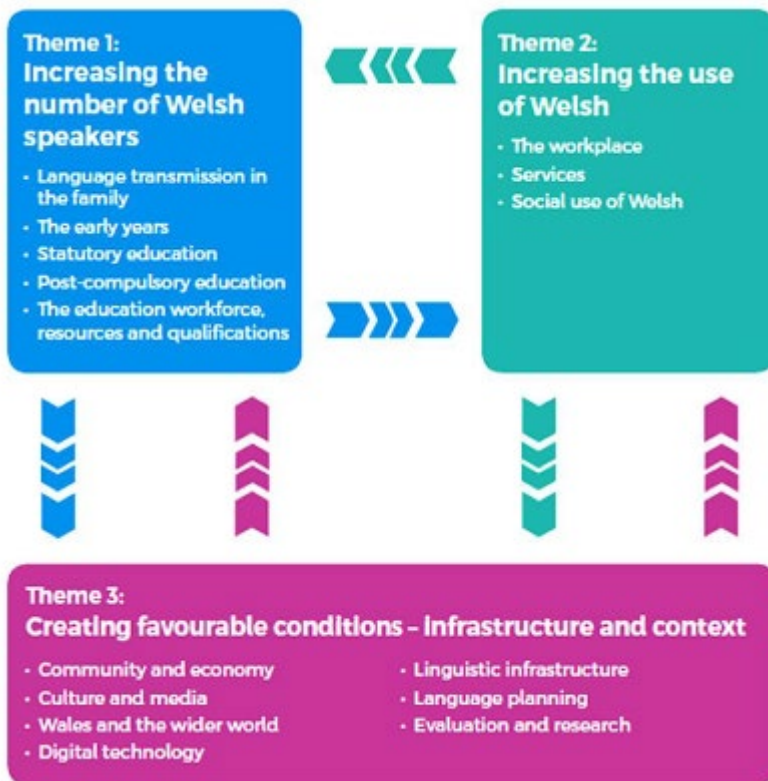 Theme 1:
Increasing the
number of Welsh
speakers
• Language transmission in
the family
• The early years
• Statutory education
• Post-compulsory education
• The education workforce,
resources and qualifications
Theme 2:
Increasing the use
of Welsh
• The workplace
• Services
• Social use of Welsh
Theme 3:
Creating favourable conditions – infrastructure and context
• Community and economy
• Culture and media
• Wales and the wider world
• Digital technology
• Linguistic infrastructure
• Language planning
• Evaluation and research